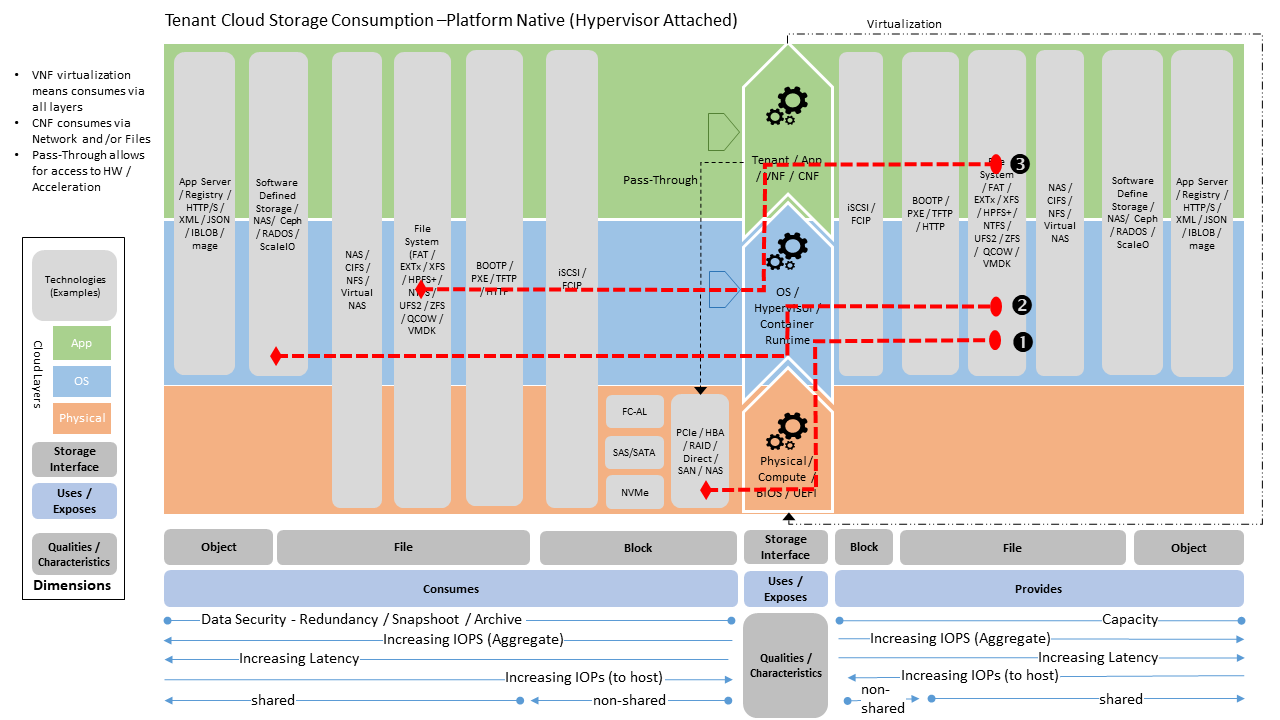 Tenant Cloud Storage Consumption –Platform Native (Hypervisor Attached)
Virtualization
• VNF virtualization
means consumes via
all layers
• CNF consumes via
Network and /or Files
• Pass-Through allows
for access to HW /
Acceleration
Technologies
(Examples)
Cloud Layers
App
OS
Physical
Storage
Interface
Uses /
Exposes
Qualities /
Characteristics
Dimensions
App Server
/ Registry /
HTTP/S /
XML / JSON
/ IBLOB /
mage
Software
Defined
Storage /
NAS/ Ceph
/ RADOS /
ScaleIO
NAS /
CIFS /
NFS /
Virtual
NAS
File
System
(FAT /
EXTx / XFS
/ HPFS+ /
NTFS /
UFS2 / ZFS
/ QCOW /
VMDK
BOOTP /
PXE / TFTP
/ HTTP
iSCSI /
FCIP
FC-AL
SAS/SATA
NVMe
PCIe / HBA
/ RAID /
Direct /
SAN / NAS
Pass-Through
Tenant / App
/ VNF / CNF
OS /
Hypervisor /
Container
Runtime
Physical /
Compute /
BIOS / UEFI
iSCSI /
FCIP
BOOTP /
PXE / TFTP
/ HTTP
File
System
/ FAT /
EXTx / XFS
/ HPFS+ /
NTFS /
UFS2 / ZFS
/ QCOW /
VMDK
3
2
1
NAS /
CIFS /
NFS /
Virtual
NAS
Software
Define
Storage /
NAS/ Ceph
/ RADOS /
ScaleIO
App Server
/ Registry /
HTTP/S /
XML / JSON
/ IBLOB /
mage
Object
File
Block
Storage
Interface
Block
File
Object
Consumes
Uses /
Exposes
Provides
Data Security - Redundancy / Snapshoot / Archive
Increasing IOPS (Aggregate)
Increasing Latency
Increasing IOPs (to host)
shared
non-shared
Qualities /
Characteristics
Capacity
Increasing IOPS (Aggregate)
Increasing Latency
Increasing IOPs (to host)
non-
shared
shared